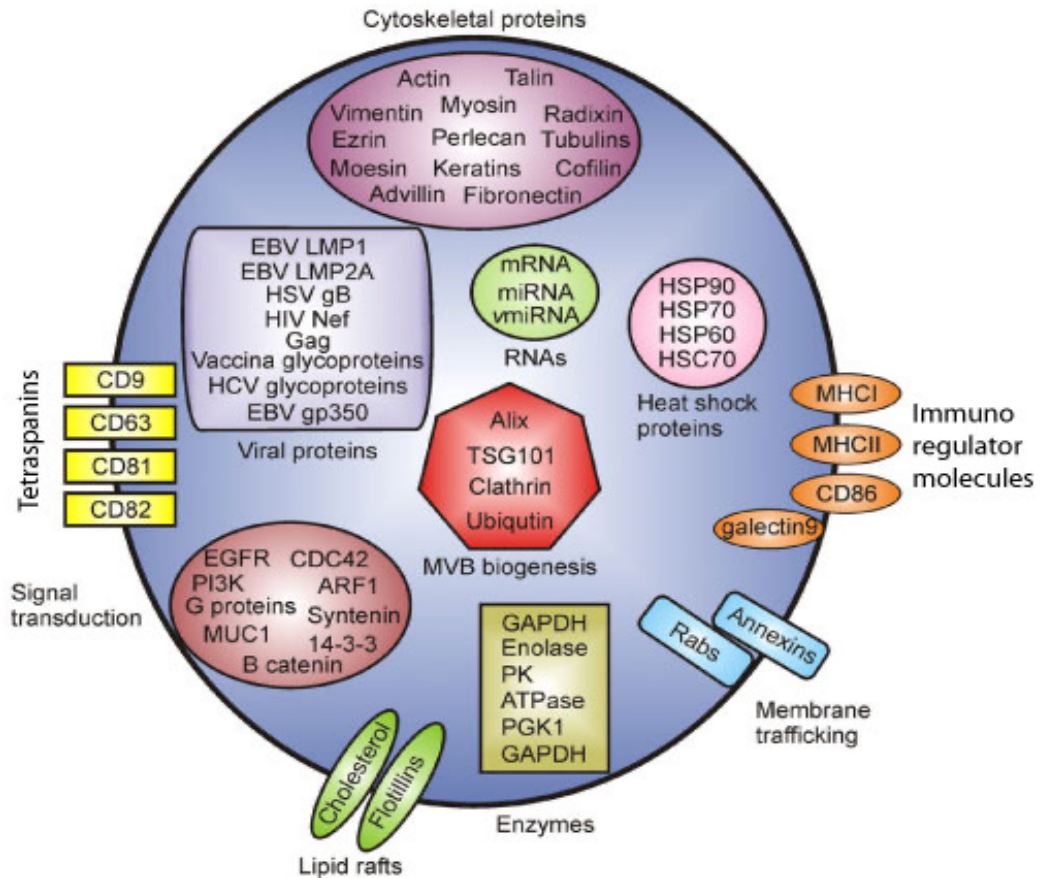 Cytoskeletal proteins
Actin Talin
Vimentin Myosin Radixin
Ezrin Perlecan Tubulins
Moesin Keratins Cofilin
Advillin Fibronectin
EBV LMP1
EBV LMP2A
HSV gB
HIV Nef
Gag
Vaccina glycoproteins
HCV glycoproteins
EBV gp350
Viral proteins
mRNA
miRNA
vmiRNA
RNAs
HSP90
HSP70
HSP60
HSC70
Heat shock
proteins
Tetraspanins
CD9
CD63
CD81
CD82
Alix
TSG101
Clathrin
Ubiqutin
MVB biogenesis
MHCI
MHCII
CD86
galectin9
Immuno
regulator
molecules
Signal
transduction
EGFR CDC42
PI3K ARF1
G proteins Syntenin
MUC1 14-3-3
B catenin
GAPDH
Enolase
PK
ATPase
PGK1
GAPDH
Enzymes
Rabs
Annexins
Membrane
trafficking
Cholesterol
Flotillins
Lipid rafts